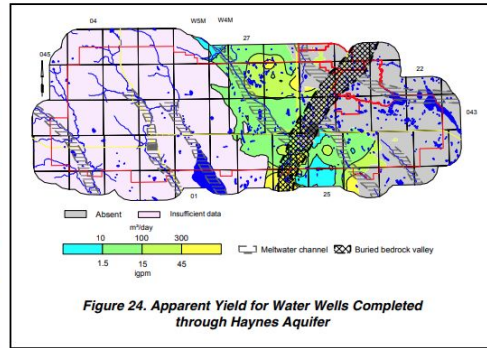 04 W5M W4M 27
045
22
043
01 25
Absent Insufficient data
m³/day
10 100 300
1.5 15 45
igpm
Meltwater channel Buried bedrock valley
Figure 24. Apparent Yield for Water Wells Completed
through Haynes Aquifer